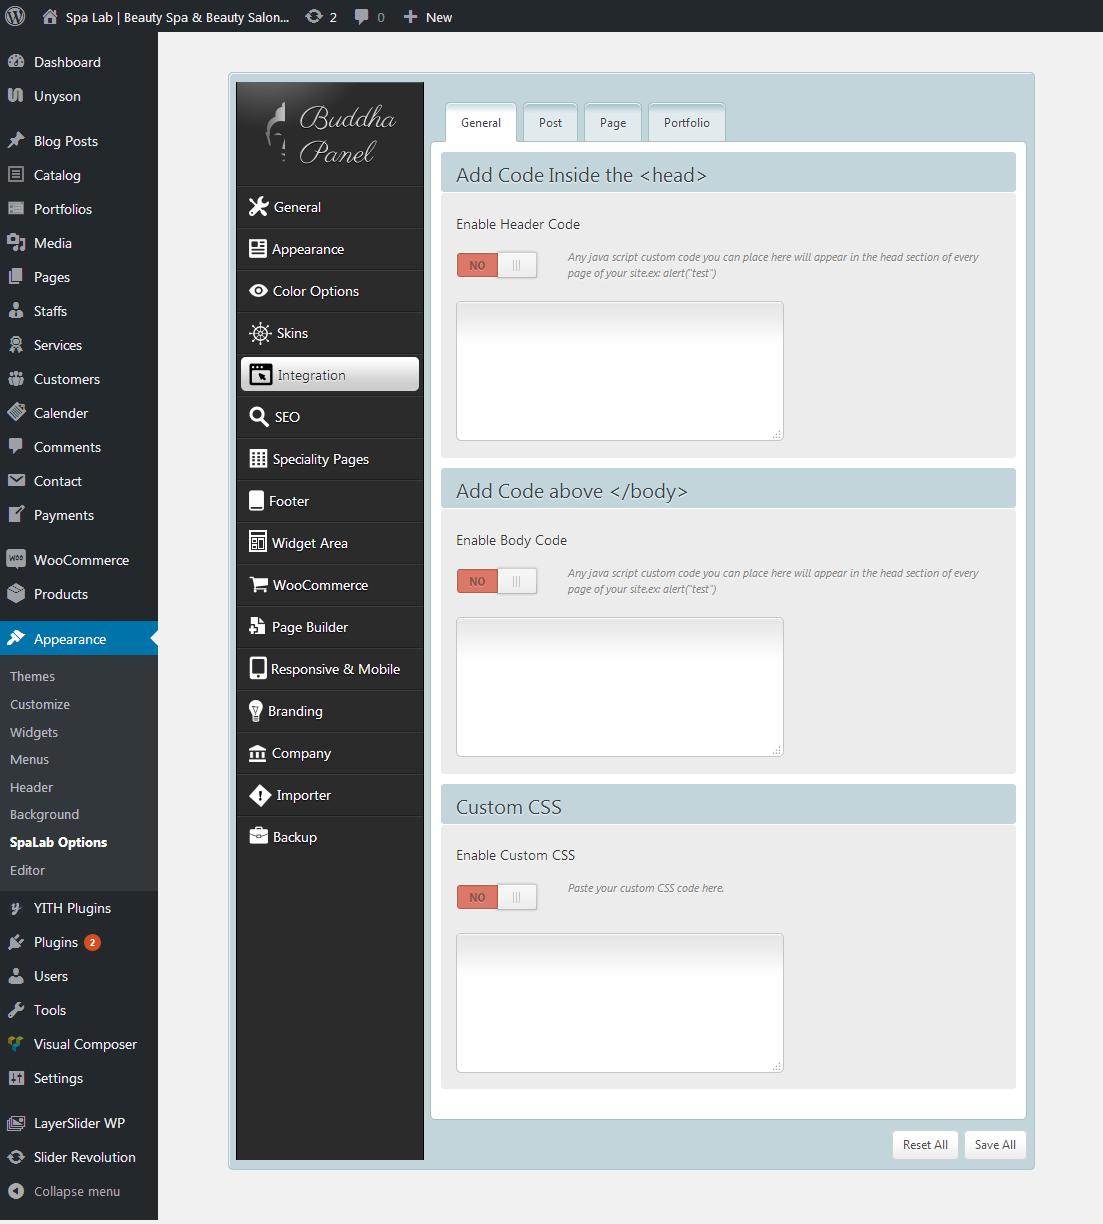 Spa Lab | Beauty Spa & Beauty Salon...
2
0
New
Dashboard
Unyson
Blog Posts
Catalog
Portfolios
Media
Pages
Staffs
Services
Customers
Calender
Comments
Contact
Payments
WooCommerce
Products
Appearance
Themes
Customize
Widgets
Menus
Header
Background
SpaLab Options
Editor
YITH Plugins
Plugins 2
Users
Tools
Visual Composer
Settings
LayerSlider WP
Slider Revolution
Collapse menu
Buddha
Panel
General
Appearance
Color Options
Skins
Integration
SEO
Speciality Pages
Footer
Widget Area
WooCommerce
Page Builder
Responsive & Mobile
Branding
Company
Importer
Backup
General
Post
Page
Portfolio
Add Code Inside the <head>
Enable Header Code
NO
Any java script custom code you can place here will appear in the head section of every
page of your site.ex: alert("test")
Add Code above </body>
Enable Body Code
NO
Any java script custom code you can place here will appear in the head section of every
page of your site.ex: alert("test")
Custom CSS
Enable Custom CSS
NO
Paste your custom CSS code here.
Reset All
Save All